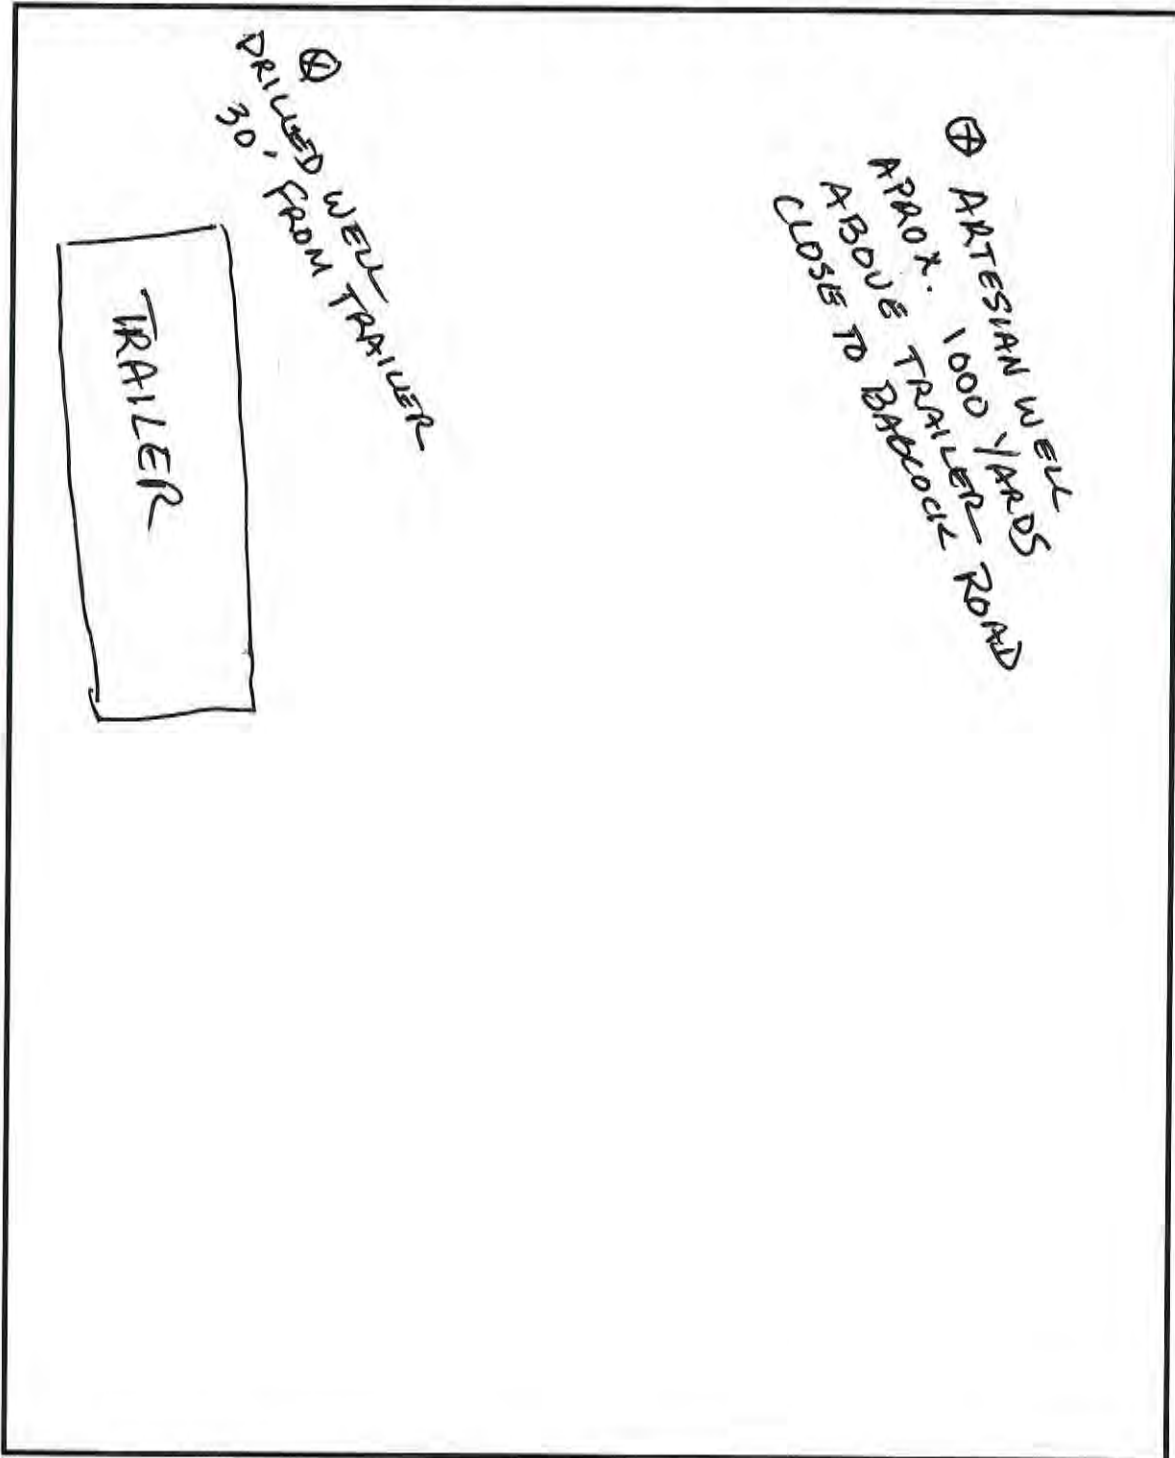 DRILLED WELL
30' FROM TRAILER
TRAILER
ARTESIAN WELL
APROX. 1000 YARDS
ABOVE TRAILER
CLOSE TO BABCOCK ROAD